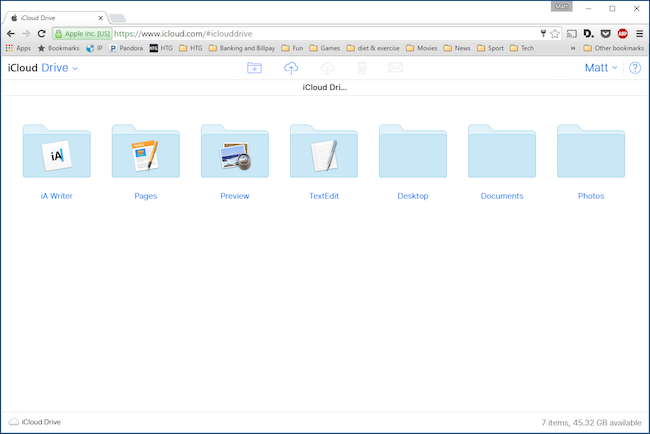 Matt
iCloud Drive
Apple Inc. [US] https://www.icloud.com/#iclouddrive
Apps Bookmarks IP Pandora HTG HTG Banking and Billpay Fun Games diet & exercise Movies News Sport Tech » Other bookmarks
iCloud Drive Matt
iCloud Dri...
iA Writer Pages Preview TextEdit Desktop Documents Photos
iCloud Drive 7 items, 45.32 GB available